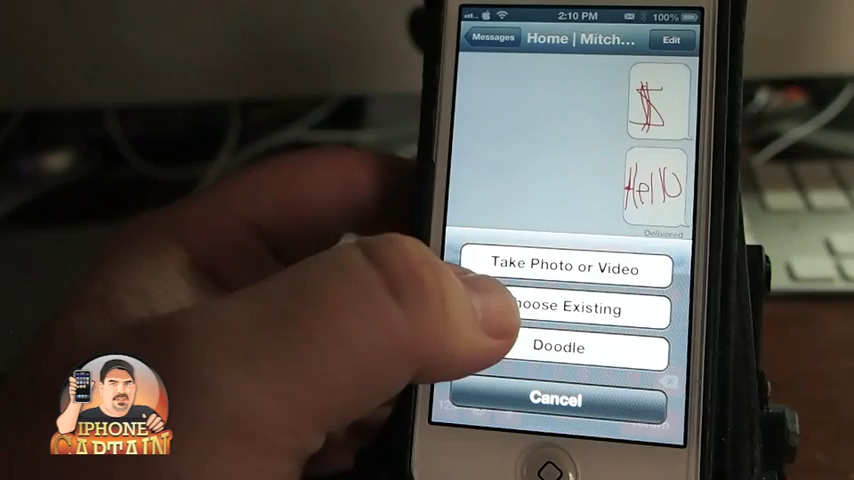 2:10 PM
100%
Messages
Home | Mitch...
Edit
$
Hello
Delivered
Take Photo or Video
hoose Existing
Doodle
Cancel
IPHONE
CAPTAIN